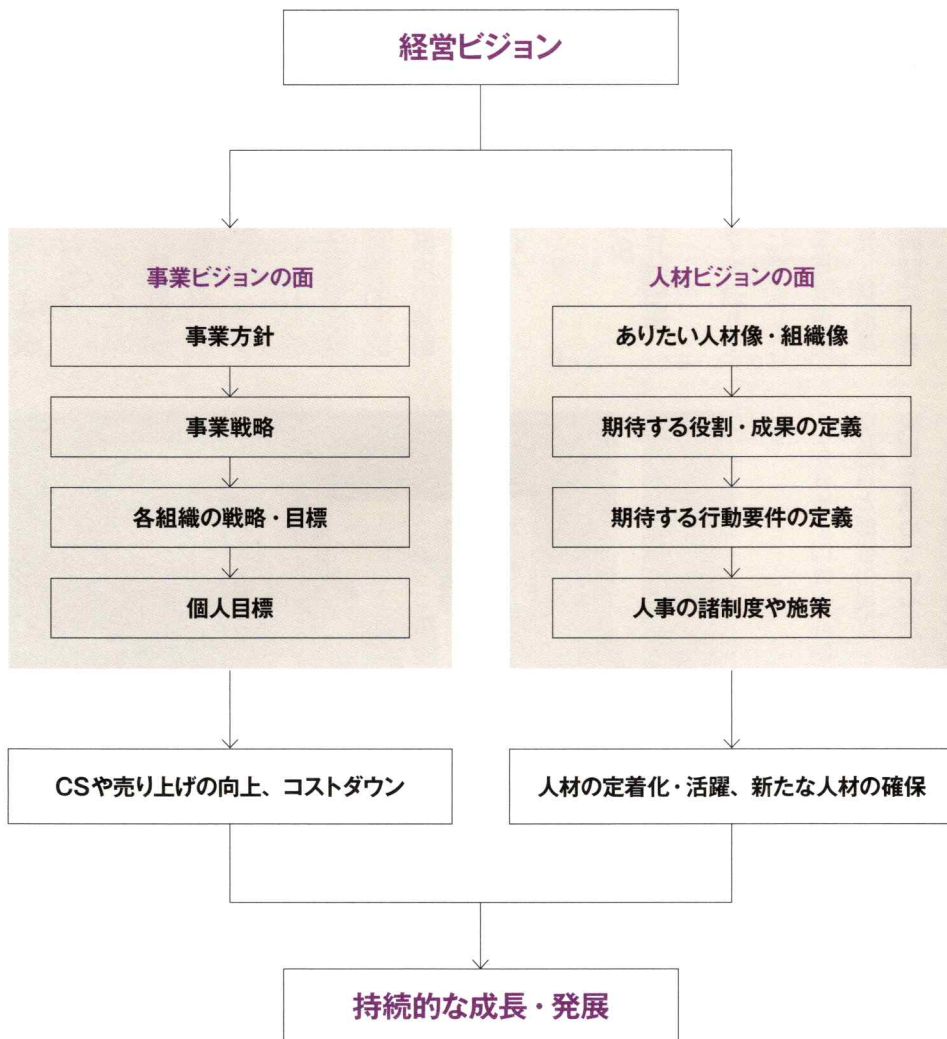 経営ビジョン
事業ビジョンの面
事業方針
事業戦略
各組織の戦略・目標
個人目標
CSや売り上げの向上、コストダウン
人材ビジョンの面
ありたい人材像・組織像
期待する役割・成果の定義
期待する行動要件の定義
人事の諸制度や施策
人材の定着化・活躍、新たな人材の確保
持続的な成長・発展